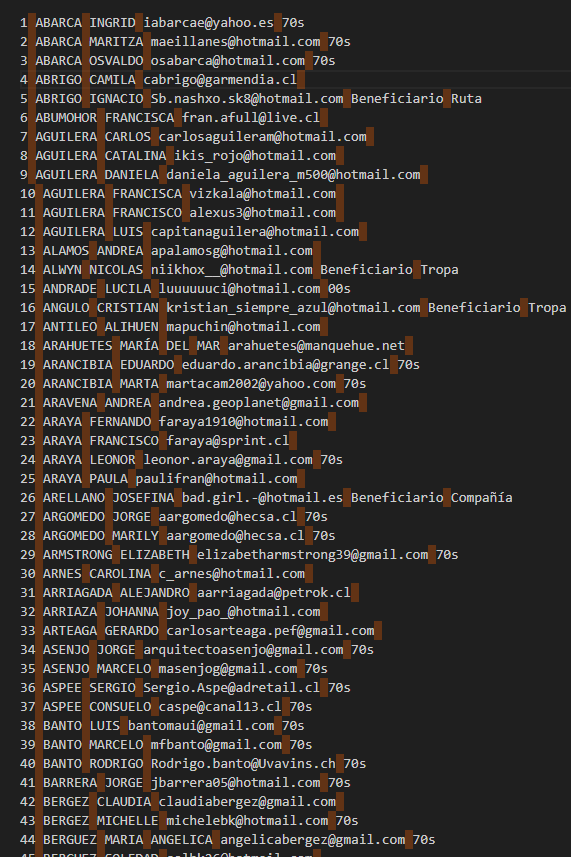 1 ABARCA INGRID iabarcae@yahoo.es 70s
2 ABARCA MARITZA maeillanes@hotmail.com 70s
3 ABARCA OSVALDO osabarca@hotmail.com 70s
4 ABRIGO CAMILA cabrigo@garmendia.cl
5 ABRIGO IGNACIO Sb.nashxo.sk8@hotmail.com Beneficiario Ruta
6 ABUMOHOR FRANCISCA fran.afull@live.cl
7 AGUILERA CARLOS carlosaguileram@hotmail.com
8 AGUILERA CATALINA ikis_rojo@hotmail.com
9 AGUILERA DANIELA daniela_aguilera_m500@hotmail.com
10 AGUILERA FRANCISCA vizkala@hotmail.com
11 AGUILERA FRANCISCO alexus3@hotmail.com
12 AGUILERA LUIS capitanaguilera@hotmail.com
13 ALAMOS ANDREA apalamosg@hotmail.com
14 ALWYN NICOLAS niikhox__@hotmail.com Beneficiario Tropa
15 ANDRADE LUCILA luuuuuuci@hotmail.com 00s
16 ANGULO CRISTIAN kristian_siempre_azul@hotmail.com Beneficiario Tropa
17 ANTILEO ALIHUEN mapuchin@hotmail.com
18 ARAHUETES MARÍA DEL MAR arahuetes@manquehue.net
19 ARANCIBIA EDUARDO eduardo.arancibia@grange.cl 70s
20 ARANCIBIA MARTA martacam2002@yahoo.com 70s
21 ARAVENA ANDREA andrea.geoplanet@gmail.com
22 ARAYA FERNANDO faraya1910@hotmail.com
23 ARAYA FRANCISCO faraya@sprint.cl
24 ARAYA LEONOR leonor.araya@gmail.com 70s
25 ARAYA PAULA paulifran@hotmail.com
26 ARELLANO JOSEFINA bad.girl.-@hotmail.es Beneficiario Compañía
27 ARGOMEDO JORGE aargomedo@hecsa.cl 70s
28 ARGOMEDO MARILY aargomedo@hecsa.cl 70s
29 ARMSTRONG ELIZABETH elizabetharmstrong39@gmail.com 70s
30 ARNES CAROLINA c_arnes@hotmail.com
31 ARRIAGADA ALEJANDRO aarriagada@petrok.cl
32 ARRIAZA JOHANNA joy_pao_@hotmail.com
33 ARTEAGA GERARDO carlosarteaga.pef@gmail.com
34 ASENJO JORGE arquitectoasenjo@gmail.com 70s
35 ASENJO MARCELO masenjog@gmail.com 70s
36 ASPEE SERGIO Sergio.Aspe@adretail.cl 70s
37 ASPEE CONSUELO caspe@canal13.cl 70s
38 BANTO LUIS bantomaui@gmail.com 70s
39 BANTO MARCELO mfbanto@gmail.com 70s
40 BANTO RODRIGO Rodrigo.banto@Uvavins.ch 70s
41 BARRERA JORGE jbarrera05@hotmail.com 70s
42 BERGEZ CLAUDIA claudiabergez@gmail.com
43 BERGEZ MICHELLE michelebk@hotmail.com 70s
44 BERGUEZ MARIA ANGELICA angelicabergez@gmail.com 70s